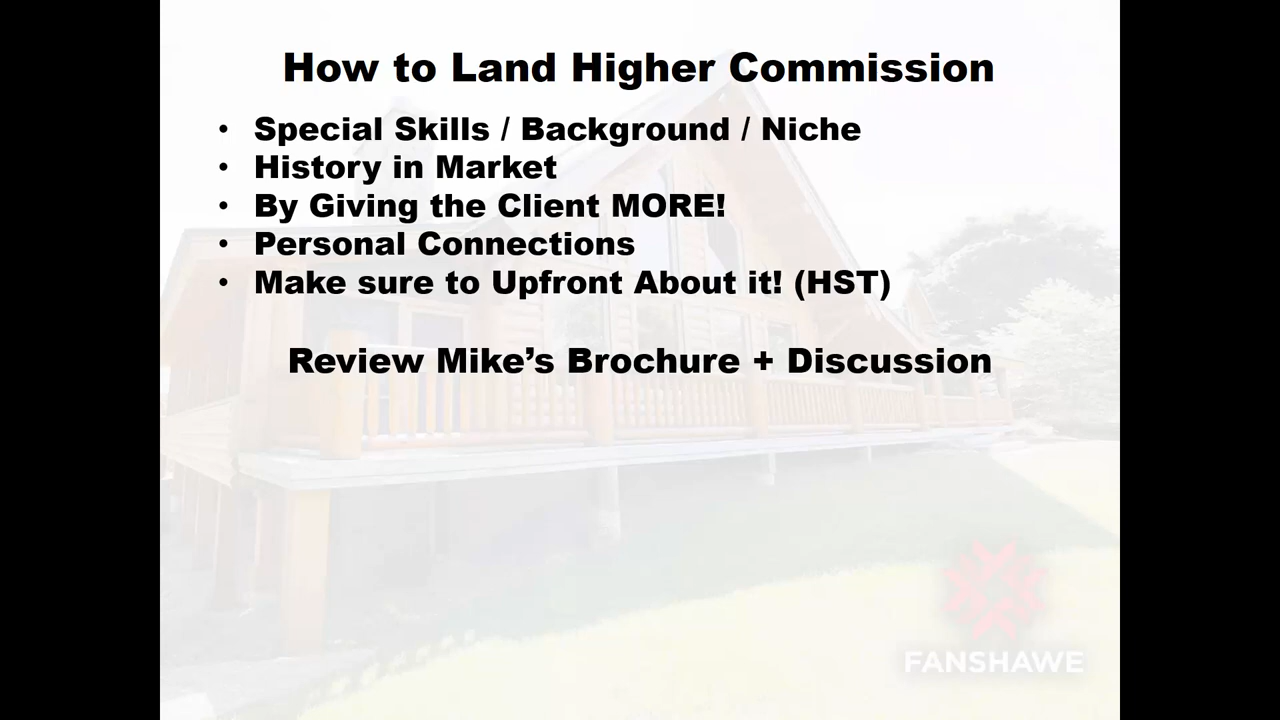 How to Land Higher Commission
• Special Skills / Background / Niche
• History in Market
• By Giving the Client MORE!
• Personal Connections
• Make sure to Upfront About it! (HST)
Review Mike’s Brochure + Discussion
FANSHAWE